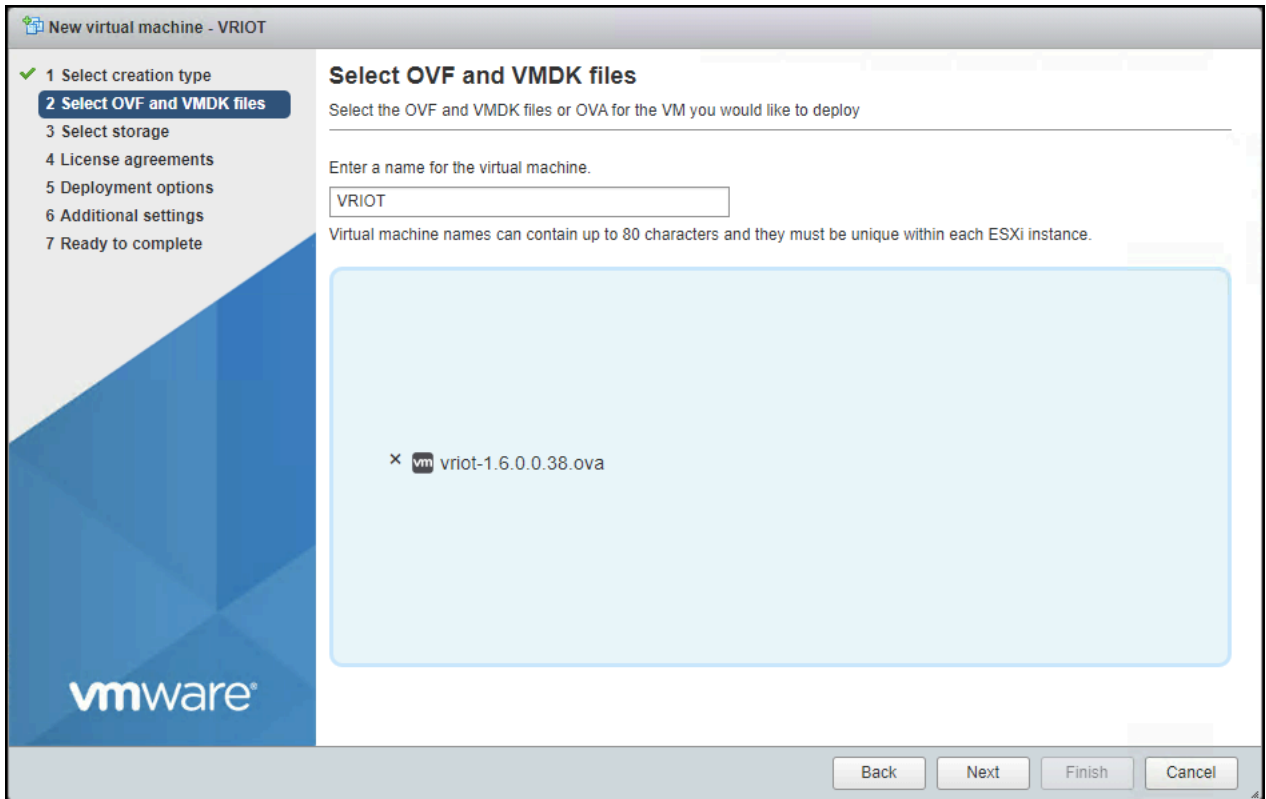 New virtual machine - VRIOT
1 Select creation type
2 Select OVF and VMDK files
3 Select storage
4 License agreements
5 Deployment options
6 Additional settings
7 Ready to complete
vmware®
Select OVF and VMDK files
Select the OVF and VMDK files or OVA for the VM you would like to deploy
Enter a name for the virtual machine.
VRIOT
Virtual machine names can contain up to 80 characters and they must be unique within each ESXi instance.
× vm vriot-1.6.0.0.38.ova
Back Next Finish Cancel